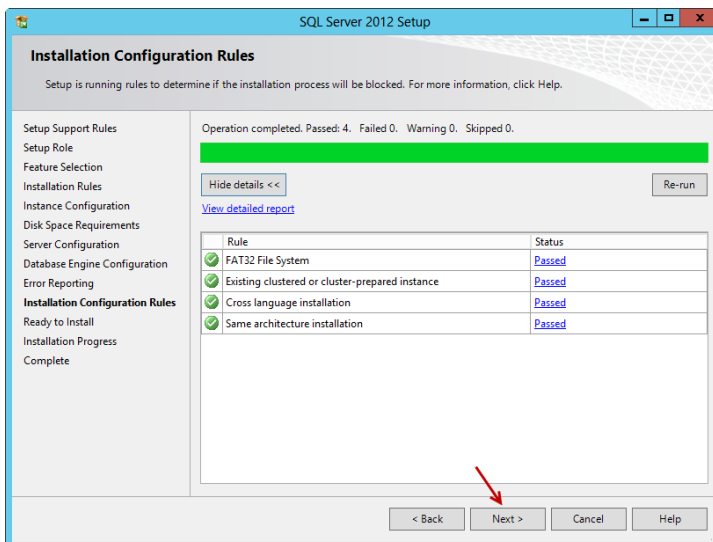 SQL Server 2012 Setup
Installation Configuration Rules
Setup is running rules to determine if the installation process will be blocked. For more information, click Help.
Setup Support Rules
Setup Role
Feature Selection
Installation Rules
Instance Configuration
Disk Space Requirements
Server Configuration
Database Engine Configuration
Error Reporting
Installation Configuration Rules
Ready to Install
Installation Progress
Complete
Operation completed. Passed: 4. Failed 0. Warning 0. Skipped 0.
Hide details << Re-run
View detailed report
Rule Status
FAT32 File System Passed
Existing clustered or cluster-prepared instance Passed
Cross language installation Passed
Same architecture installation Passed
< Back Next > Cancel Help